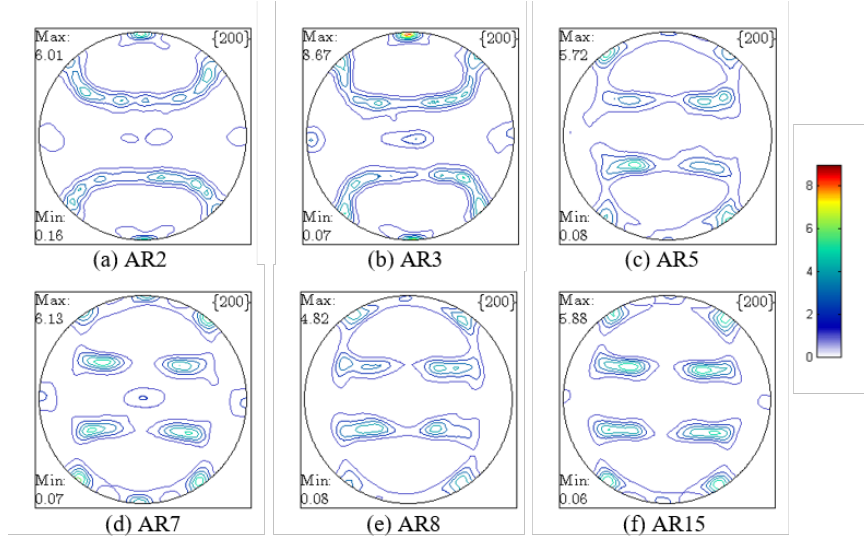 Max:
6.01
{200}
Min:
0.16
(a) AR2
Max:
8.67
{200}
Min:
0.07
(b) AR3
Max:
5.72
{200}
Min:
0.08
(c) AR5
8
6
4
2
0
Max:
6.13
{200}
Min:
0.07
(d) AR7
Max:
4.82
{200}
Min:
0.08
(e) AR8
Max:
5.88
{200}
Min:
0.06
(f) AR15